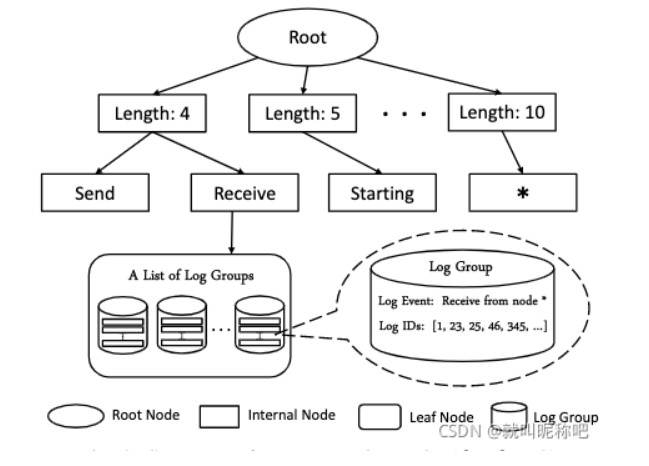 Root
Length: 4
Length: 5
. . .
Length: 10
Send
Receive
Starting
*
A List of Log Groups
...
Log Group
Log Event: Receive from node *
Log IDs: [1, 23, 25, 46, 345, ...]
Root Node
Internal Node
Leaf Node
Log Group
CSDN @就叫昵称吧